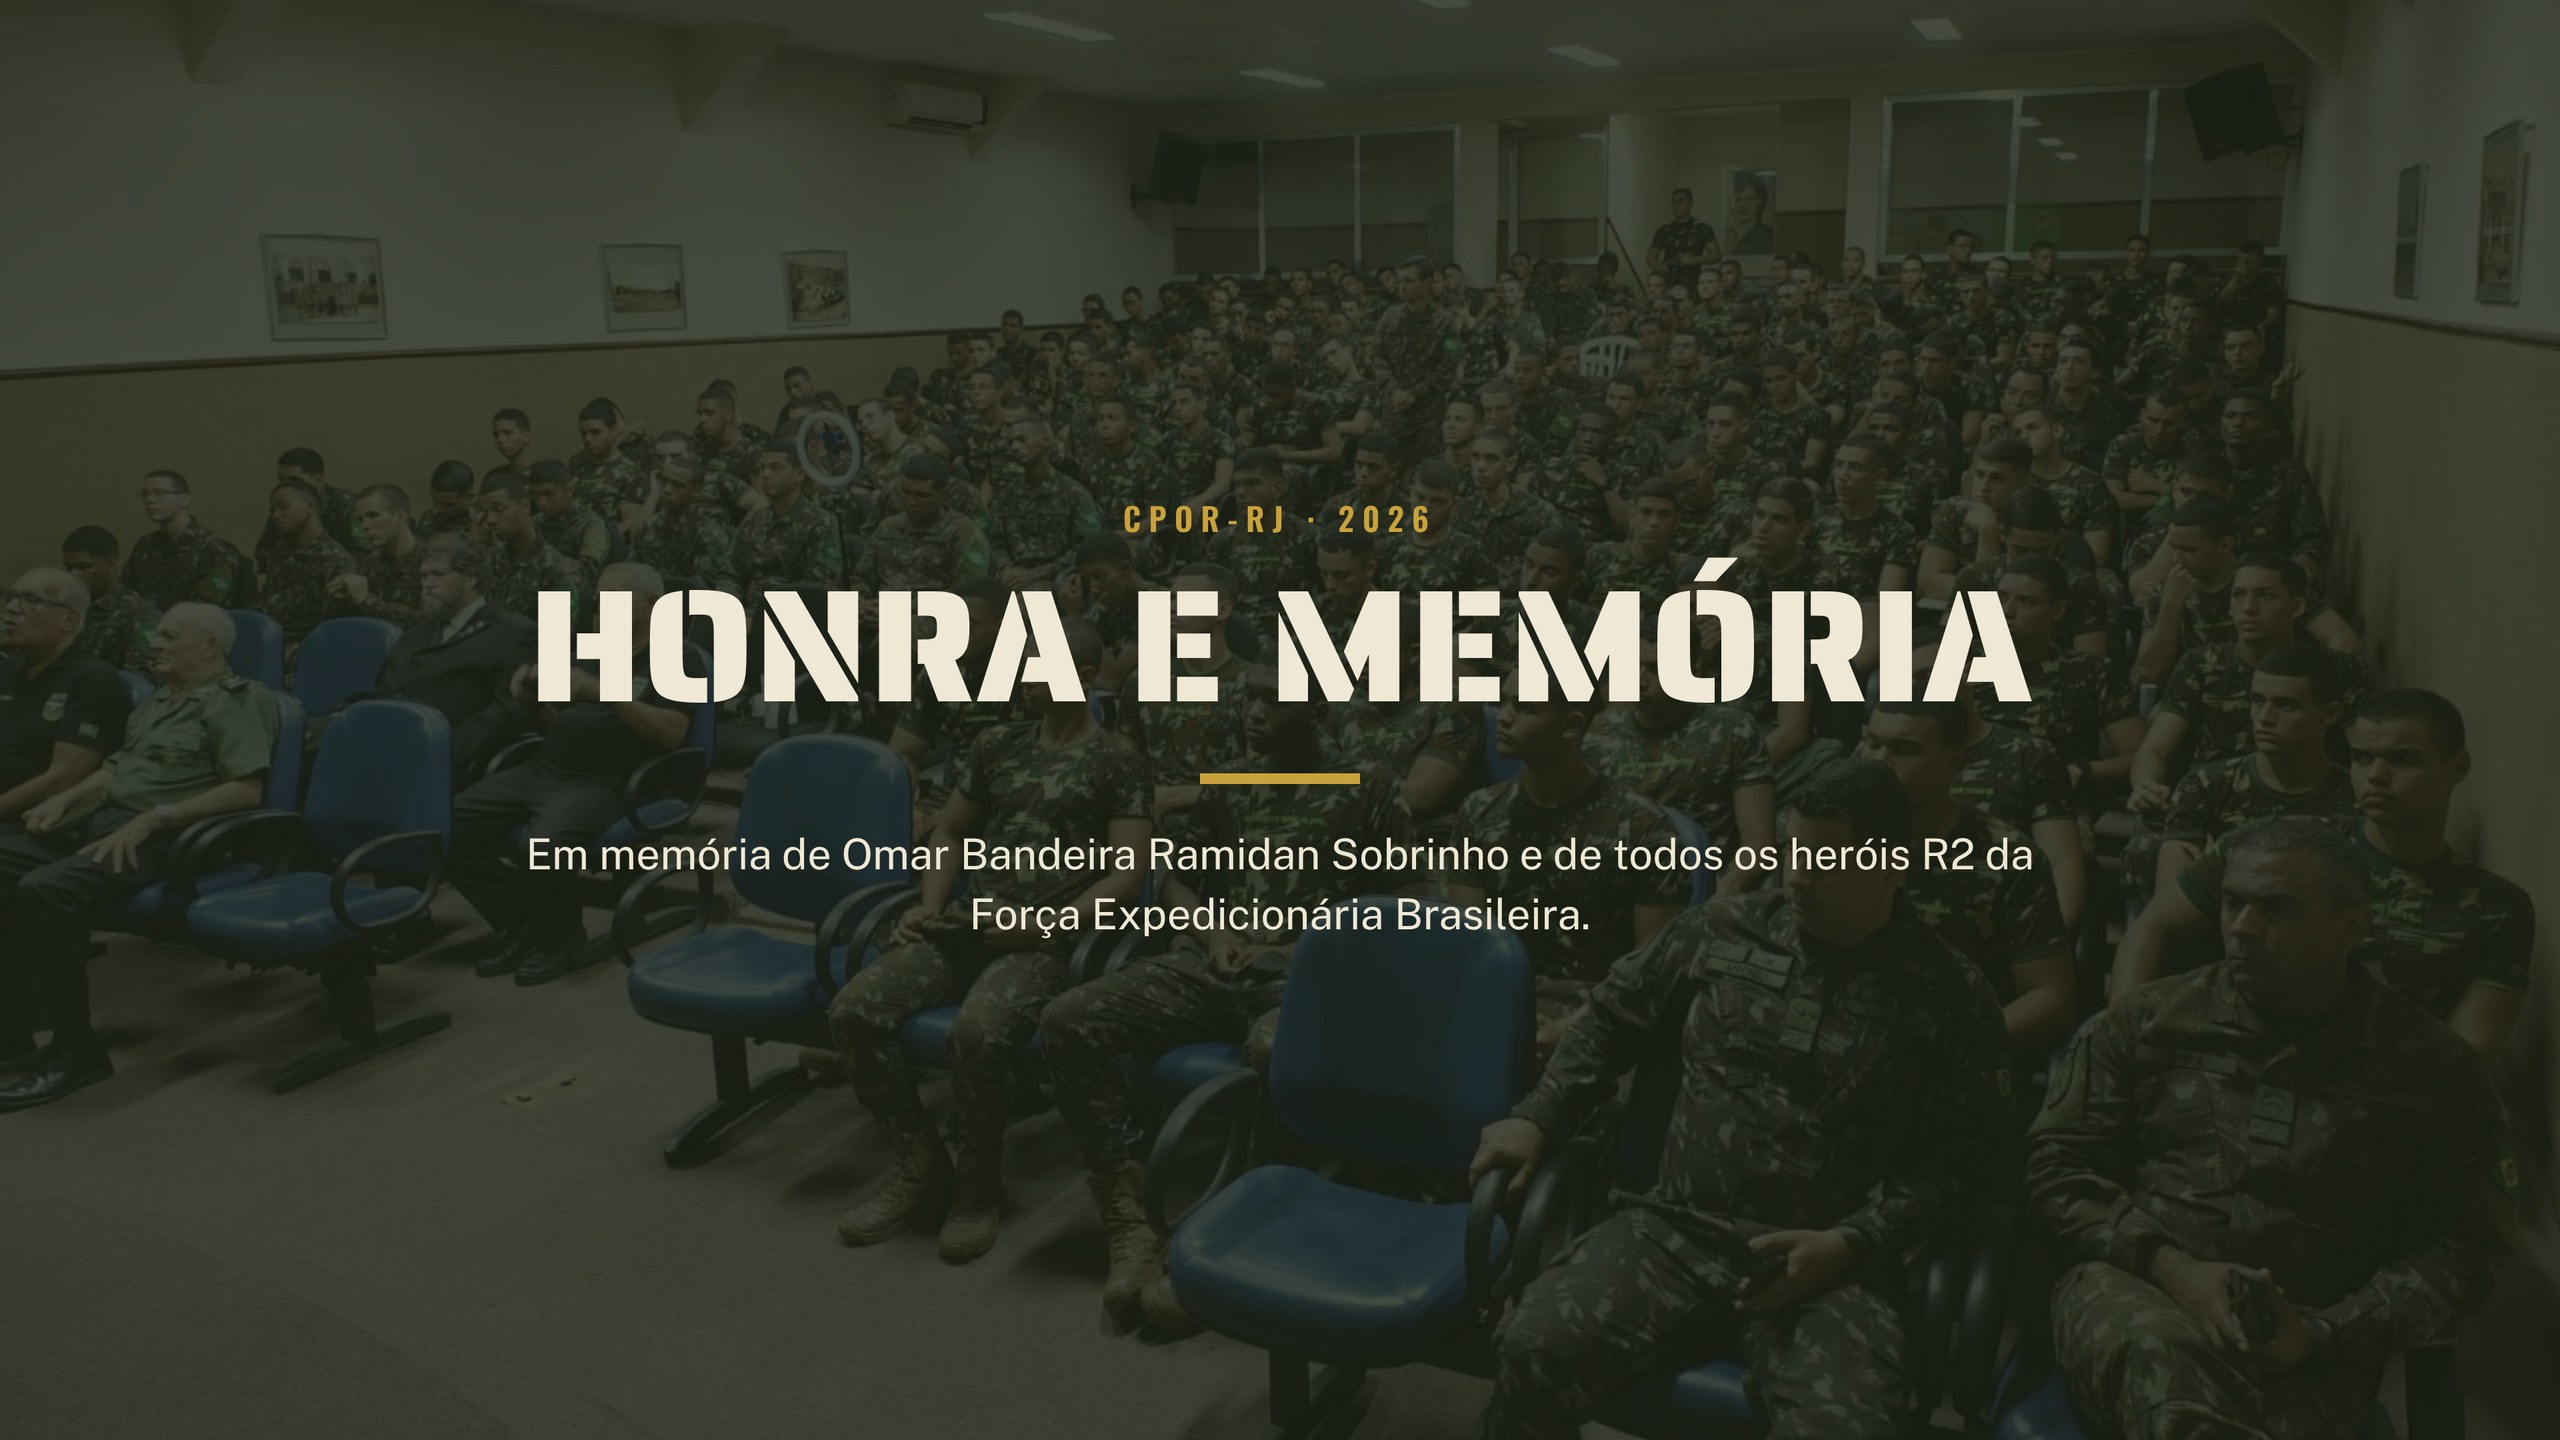 CPOR-RJ · 2026
HONRA E MEMÓRIA
Em memória de Omar Bandeira Ramidan Sobrinho e de todos os heróis R2 da
Força Expedicionária Brasileira.